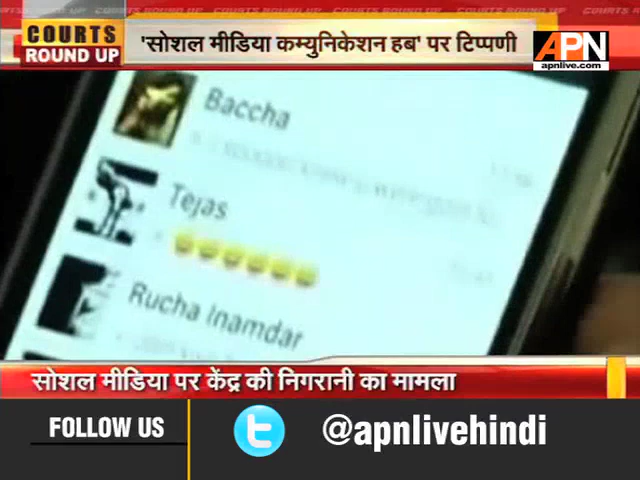 COURTS
ROUND UP
'सोशल मीडिया कम्युनिकेशन हब' पर टिप्पणी
APN
apnlive.com
Baccha
Tejas
Rucha Inamdar
सोशल मीडिया पर केंद्र की निगरानी का मामला
FOLLOW US
@apnlivehindi